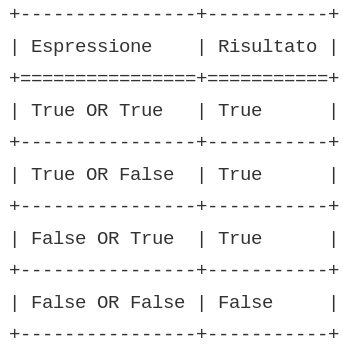 +----------------+-----------+
| Espressione    | Risultato |
+================+===========+
| True OR True   | True      |
+----------------+-----------+
| True OR False  | True      |
+----------------+-----------+
| False OR True  | True      |
+----------------+-----------+
| False OR False | False     |
+----------------+-----------+